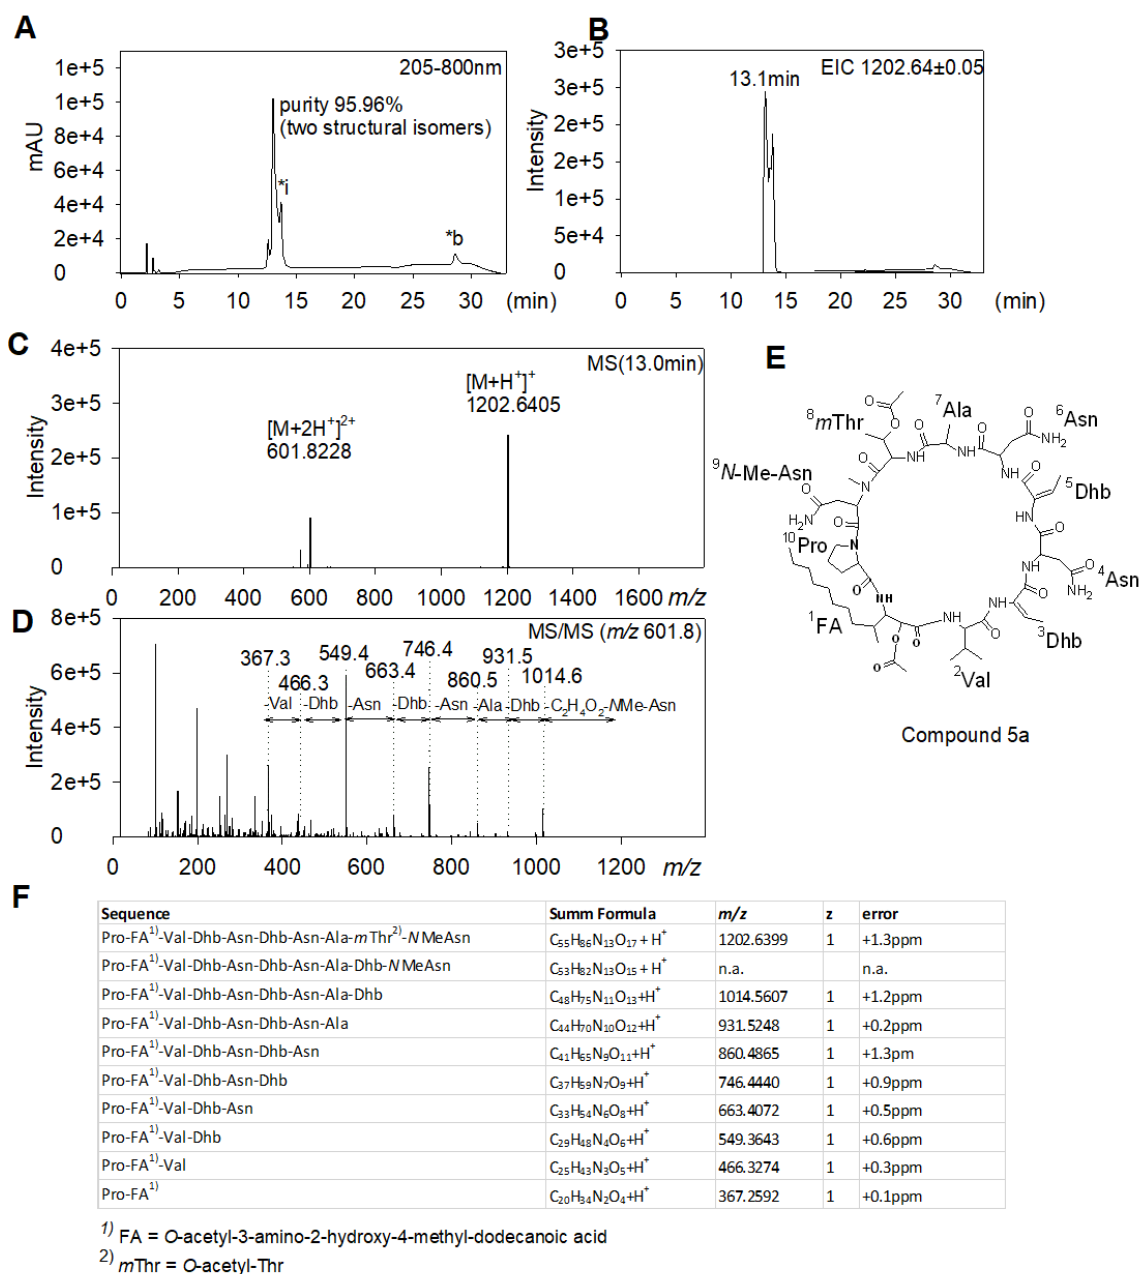 A
205-800nm
purity 95.96%
(two structural isomers)
*i
*b
mAU
1e+5
1e+5
8e+4
6e+4
4e+4
2e+4
0
0 5 10 15 20 25 30 (min)
B
EIC 1202.64±0.05
13.1min
Intensity
3e+5
3e+5
2e+5
2e+5
1e+5
5e+4
0
0 5 10 15 20 25 30 (min)
C
MS(13.0min)
[M+H⁺]⁺
1202.6405
[M+2H⁺]²⁺
601.8228
Intensity
4e+5
3e+5
2e+5
1e+5
0
0 200 400 600 800 1000 1200 1400 1600 m/z
D
MS/MS (m/z 601.8)
367.3
466.3
549.4
663.4
746.4
860.5
931.5
1014.6
-Val -Dhb -Asn -Dhb -Asn -Ala -Dhb -C₂H₄O₂-NMe-Asn
Intensity
8e+5
6e+5
4e+5
2e+5
0
0 200 400 600 800 1000 1200 m/z
E
⁸mThr
⁷Ala
⁶Asn
⁹N-Me-Asn
⁵Dhb
¹⁰Pro
⁴Asn
¹FA
³Dhb
²Val
O O O O O NH₂
O NH HN NH O
N HN
O O
H₂N O N NH O NH₂
O NH O NH O NH O
O O
Compound 5a
F
Sequence Summ Formula m/z z error
Pro-FA¹⁾-Val-Dhb-Asn-Dhb-Asn-Ala-mThr²⁾-NMeAsn C₅₅H₈₆N₁₃O₁₇ + H⁺ 1202.6399 1 +1.3ppm
Pro-FA¹⁾-Val-Dhb-Asn-Dhb-Asn-Ala-Dhb-NMeAsn C₅₃H₈₂N₁₃O₁₅ + H⁺ n.a. n.a.
Pro-FA¹⁾-Val-Dhb-Asn-Dhb-Asn-Ala-Dhb C₄₈H₇₅N₁₁O₁₃+H⁺ 1014.5607 1 +1.2ppm
Pro-FA¹⁾-Val-Dhb-Asn-Dhb-Asn-Ala C₄₄H₇₀N₁₀O₁₂+H⁺ 931.5248 1 +0.2ppm
Pro-FA¹⁾-Val-Dhb-Asn-Dhb-Asn C₄₁H₆₅N₉O₁₁+H⁺ 860.4865 1 +1.3pm
Pro-FA¹⁾-Val-Dhb-Asn-Dhb C₃₇H₅₉N₇O₉+H⁺ 746.4440 1 +0.9ppm
Pro-FA¹⁾-Val-Dhb-Asn C₃₃H₅₄N₆O₈+H⁺ 663.4072 1 +0.5ppm
Pro-FA¹⁾-Val-Dhb C₂₉H₄₈N₄O₆+H⁺ 549.3643 1 +0.6ppm
Pro-FA¹⁾-Val C₂₅H₄₃N₃O₅+H⁺ 466.3274 1 +0.3ppm
Pro-FA¹⁾ C₂₀H₃₄N₂O₄+H⁺ 367.2592 1 +0.1ppm
1) FA = O-acetyl-3-amino-2-hydroxy-4-methyl-dodecanoic acid
2) mThr = O-acetyl-Thr